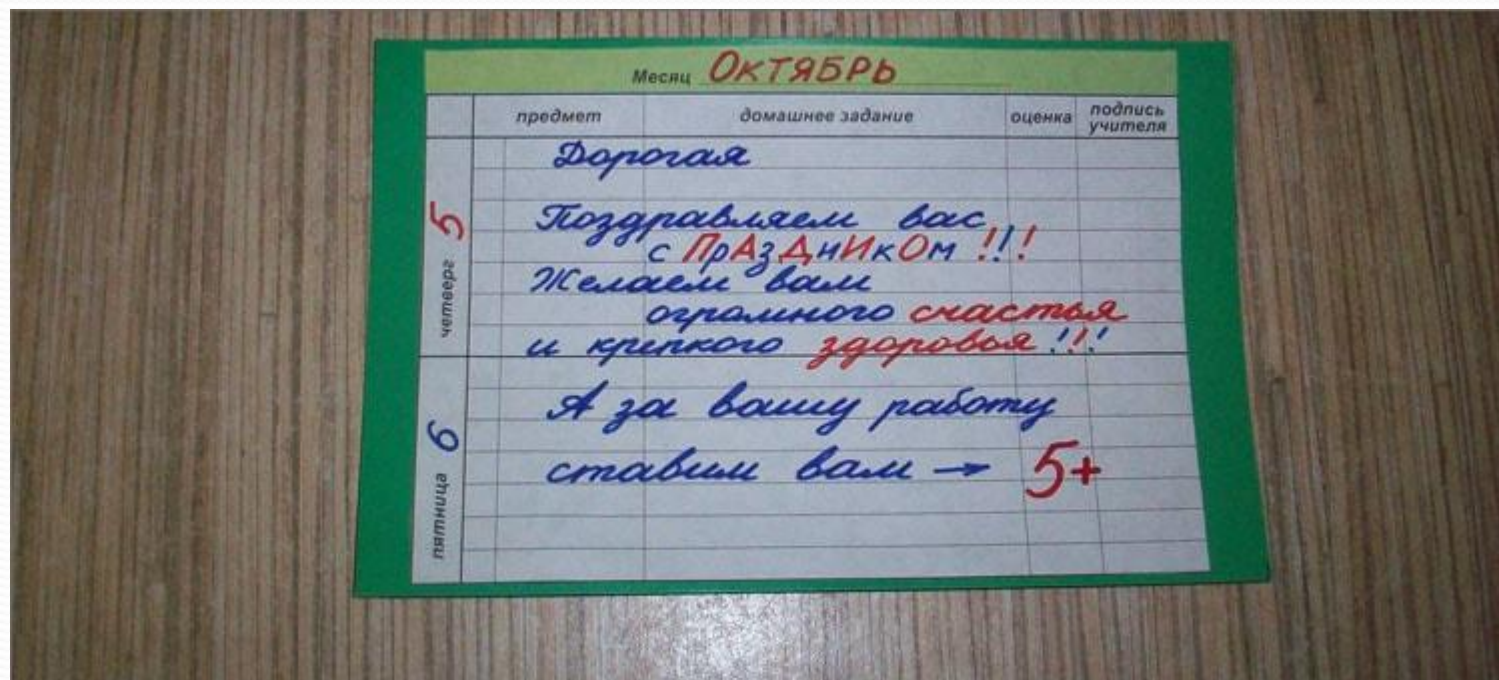 Месяц ОКТЯБРЬ
предмет домашнее задание оценка подпись учителя
четверг 5
Дорогая
Поздравляем вас
с ПрАзДнИкОм !!!
Желаем вам
огромного счастья
и крепкого здоровья !!!
пятница 6
А за вашу работу
ставим вам → 5+